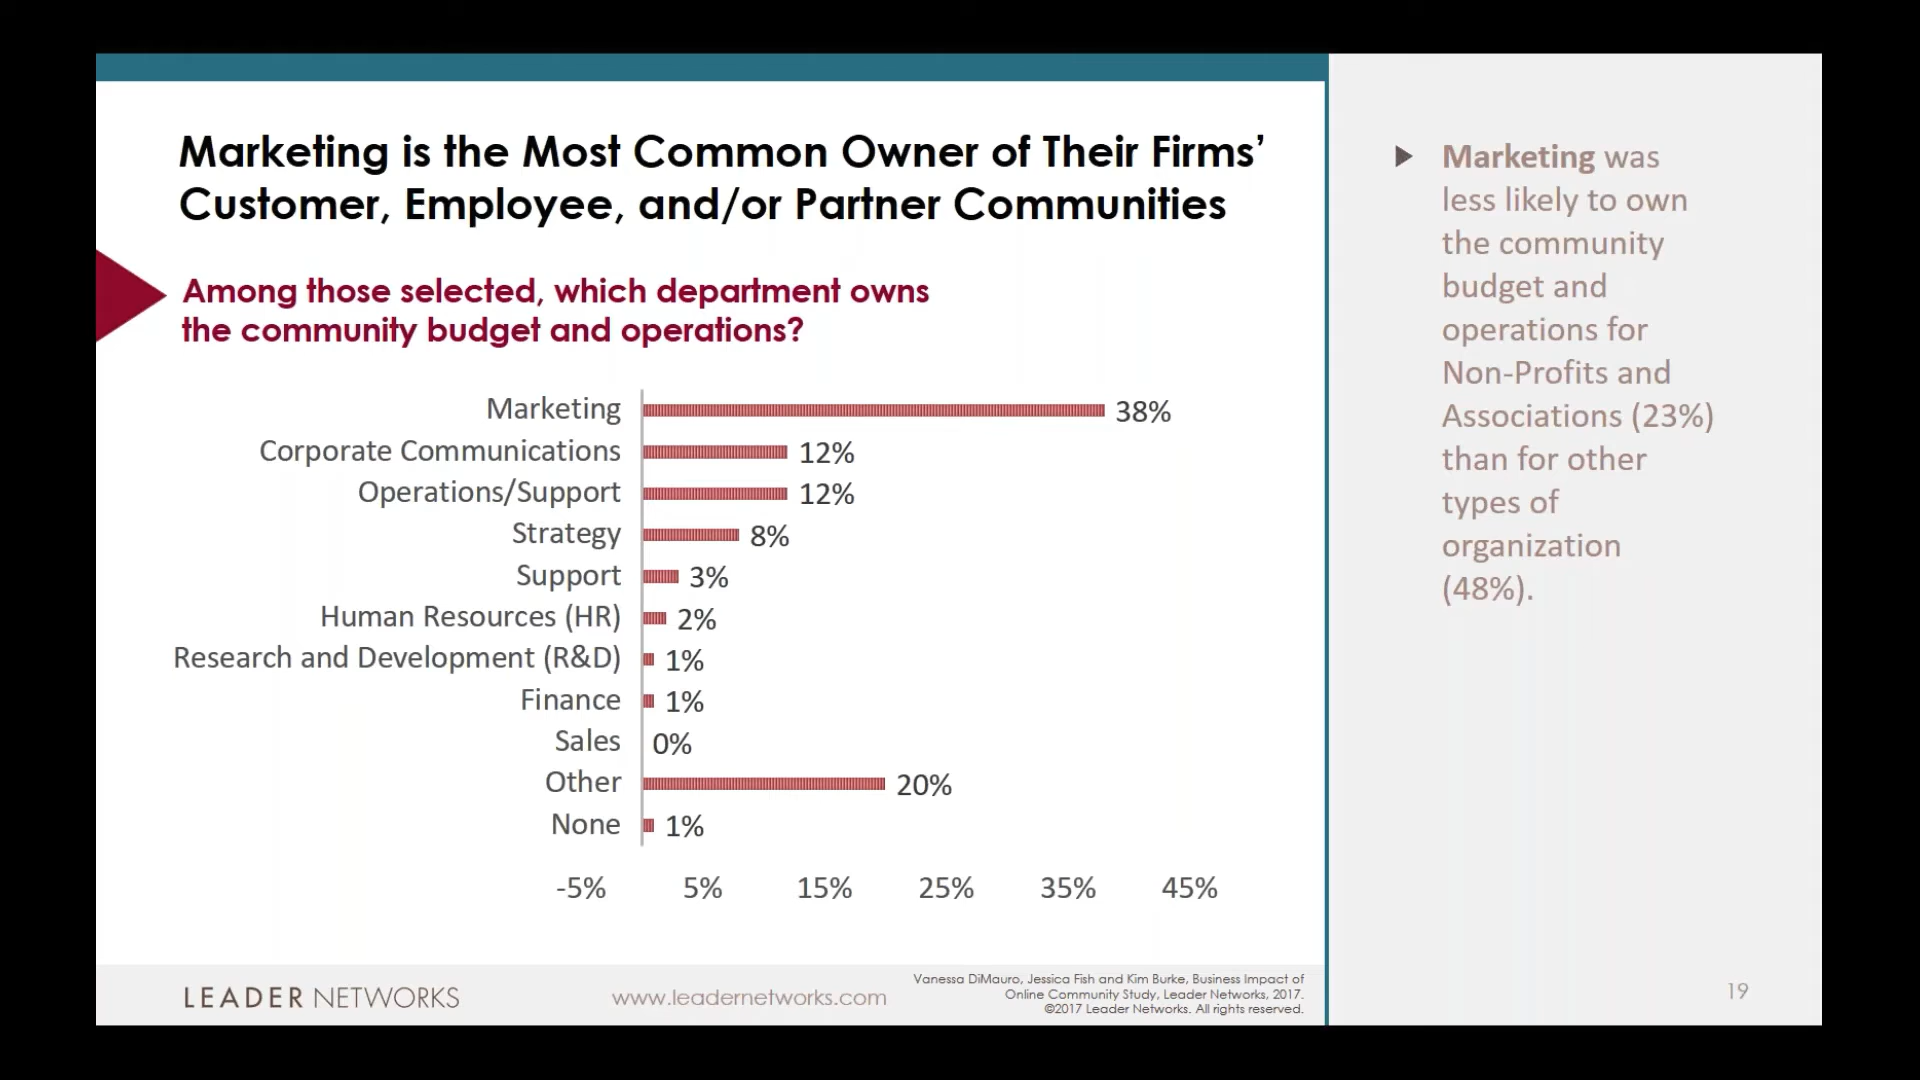 Marketing is the Most Common Owner of Their Firms’
Customer, Employee, and/or Partner Communities
Among those selected, which department owns
the community budget and operations?
Marketing 38%
Corporate Communications 12%
Operations/Support 12%
Strategy 8%
Support 3%
Human Resources (HR) 2%
Research and Development (R&D) 1%
Finance 1%
Sales 0%
Other 20%
None 1%
-5% 5% 15% 25% 35% 45%
Marketing was
less likely to own
the community
budget and
operations for
Non-Profits and
Associations (23%)
than for other
types of
organization
(48%).
LEADER NETWORKS
www.leadernetworks.com
Vanessa DiMauro, Jessica Fish and Kim Burke, Business Impact of
Online Community Study, Leader Networks, 2017.
©2017 Leader Networks. All rights reserved.
19